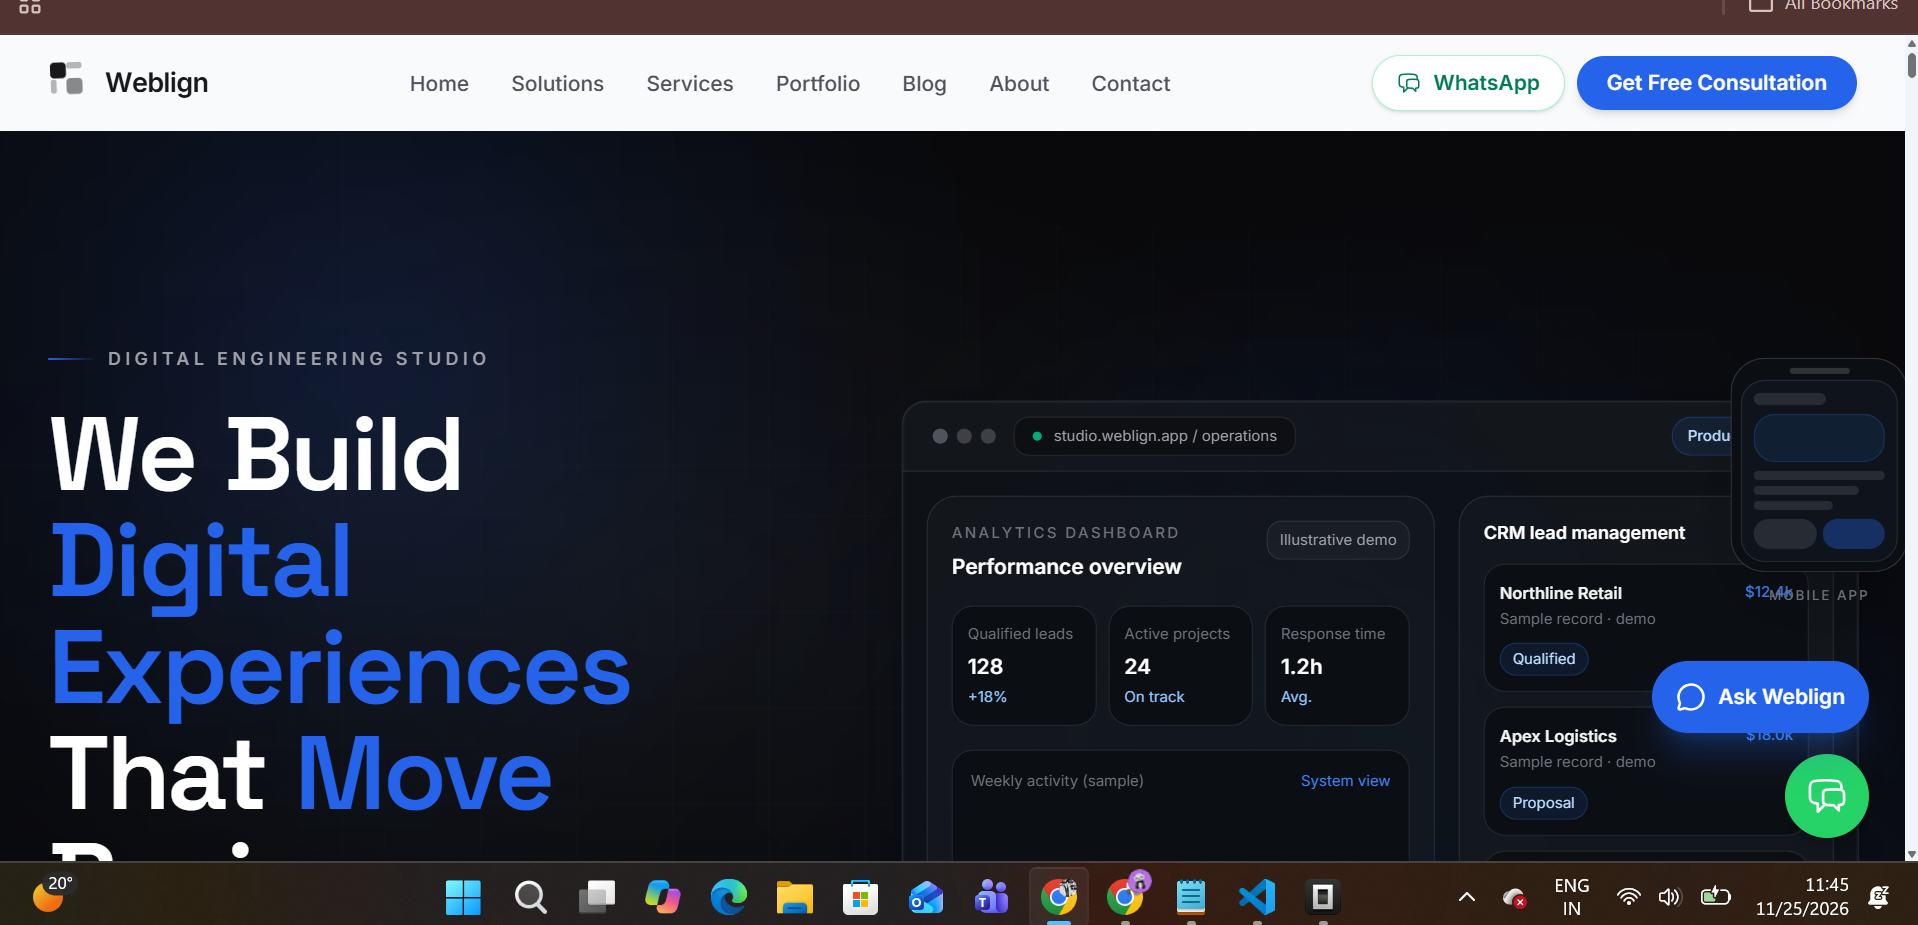 All Bookmarks
Weblign
Home
Solutions
Services
Portfolio
Blog
About
Contact
WhatsApp
Get Free Consultation
DIGITAL ENGINEERING STUDIO
We Build
Digital
Experiences
That Move
studio.weblign.app / operations
Produ
ANALYTICS DASHBOARD
Performance overview
Illustrative demo
Qualified leads
128
+18%
Active projects
24
On track
Response time
1.2h
Avg.
Weekly activity (sample)
System view
CRM lead management
Northline Retail
$12.4k
Sample record · demo
Qualified
MOBILE APP
Apex Logistics
$18.0k
Sample record · demo
Proposal
Ask Weblign
20°
ENG
IN
11:45
11/25/2026